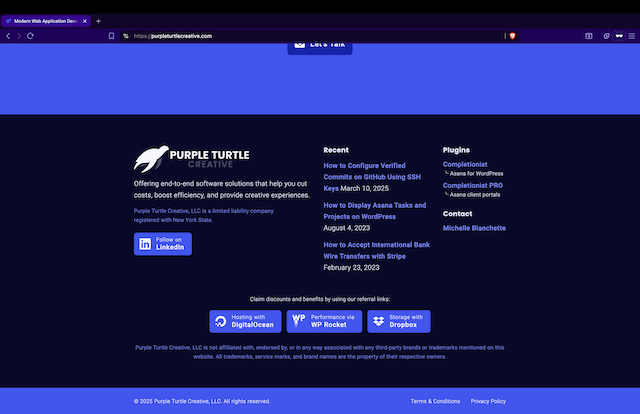 Modern Web Application Dev
https://purpleturtlecreative.com
Let's Talk
PURPLE TURTLE
CREATIVE
Offering end-to-end software solutions that help you cut
costs, boost efficiency, and provide creative experiences.
Purple Turtle Creative, LLC is a limited liability company
registered with New York State.
Follow on
LinkedIn
Recent
How to Configure Verified
Commits on GitHub Using SSH
Keys March 10, 2025
How to Display Asana Tasks and
Projects on WordPress
August 4, 2023
How to Accept International Bank
Wire Transfers with Stripe
February 23, 2023
Plugins
Completionist
Asana for WordPress
Completionist PRO
Asana client portals
Contact
Michelle Blanchette
Claim discounts and benefits by using our referral links:
Hosting with
DigitalOcean
Performance via
WP Rocket
Storage with
Dropbox
Purple Turtle Creative, LLC is not affiliated with, endorsed by, or in any way associated with any third-party brands or trademarks mentioned on this
website. All trademarks, service marks, and brand names are the property of their respective owners.
© 2025 Purple Turtle Creative, LLC. All rights reserved.
Terms & Conditions
Privacy Policy